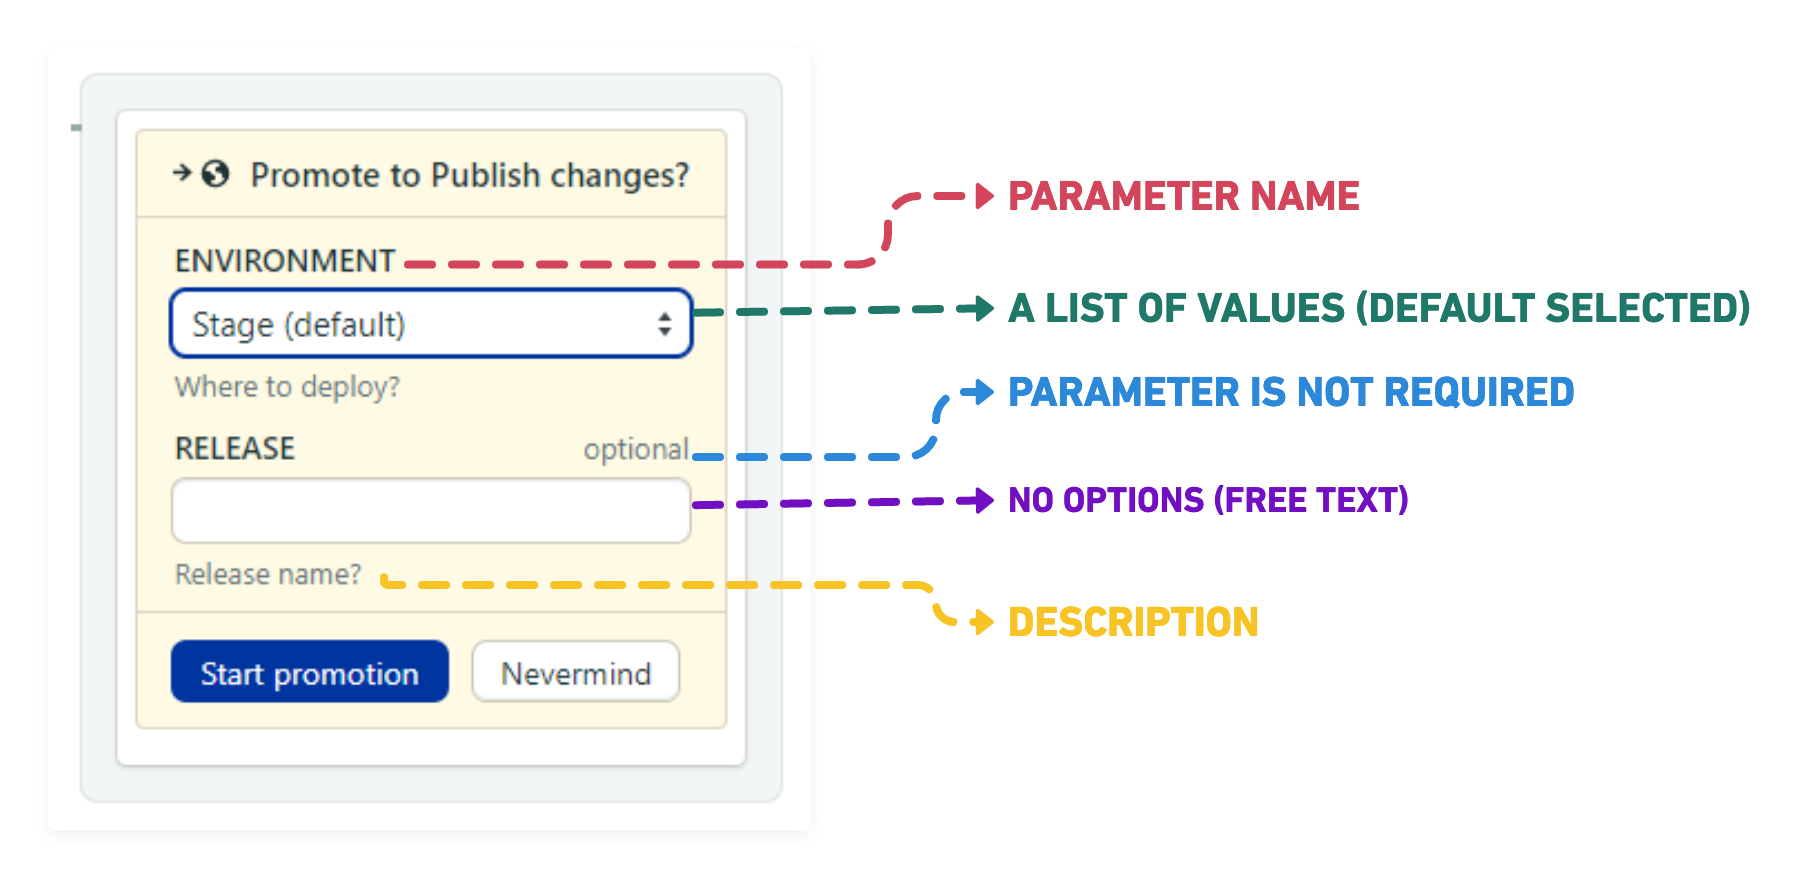 Promote to Publish changes?
ENVIRONMENT
PARAMETER NAME
Stage (default)
A LIST OF VALUES (DEFAULT SELECTED)
Where to deploy?
PARAMETER IS NOT REQUIRED
RELEASE optional
NO OPTIONS (FREE TEXT)
Release name?
DESCRIPTION
Start promotion Nevermind